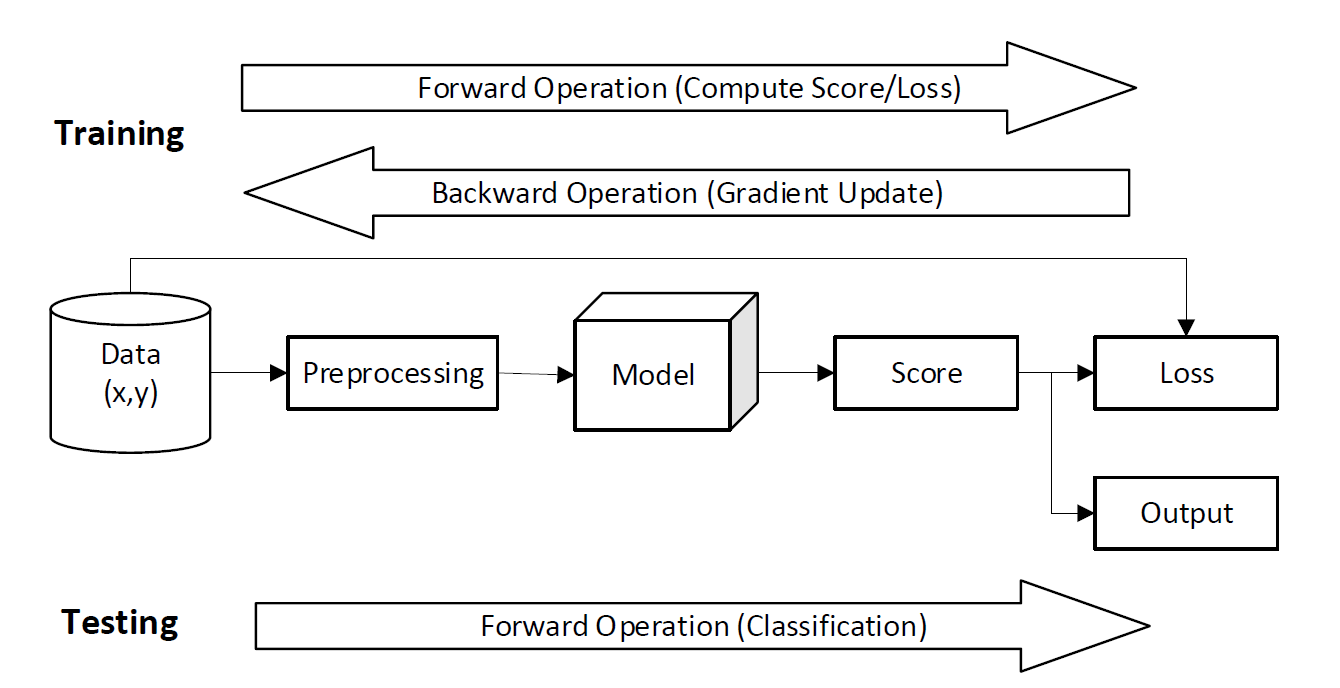 Forward Operation (Compute Score/Loss)
Training
Backward Operation (Gradient Update)
Data
(x,y)
Preprocessing
Model
Score
Loss
Output
Testing
Forward Operation (Classification)